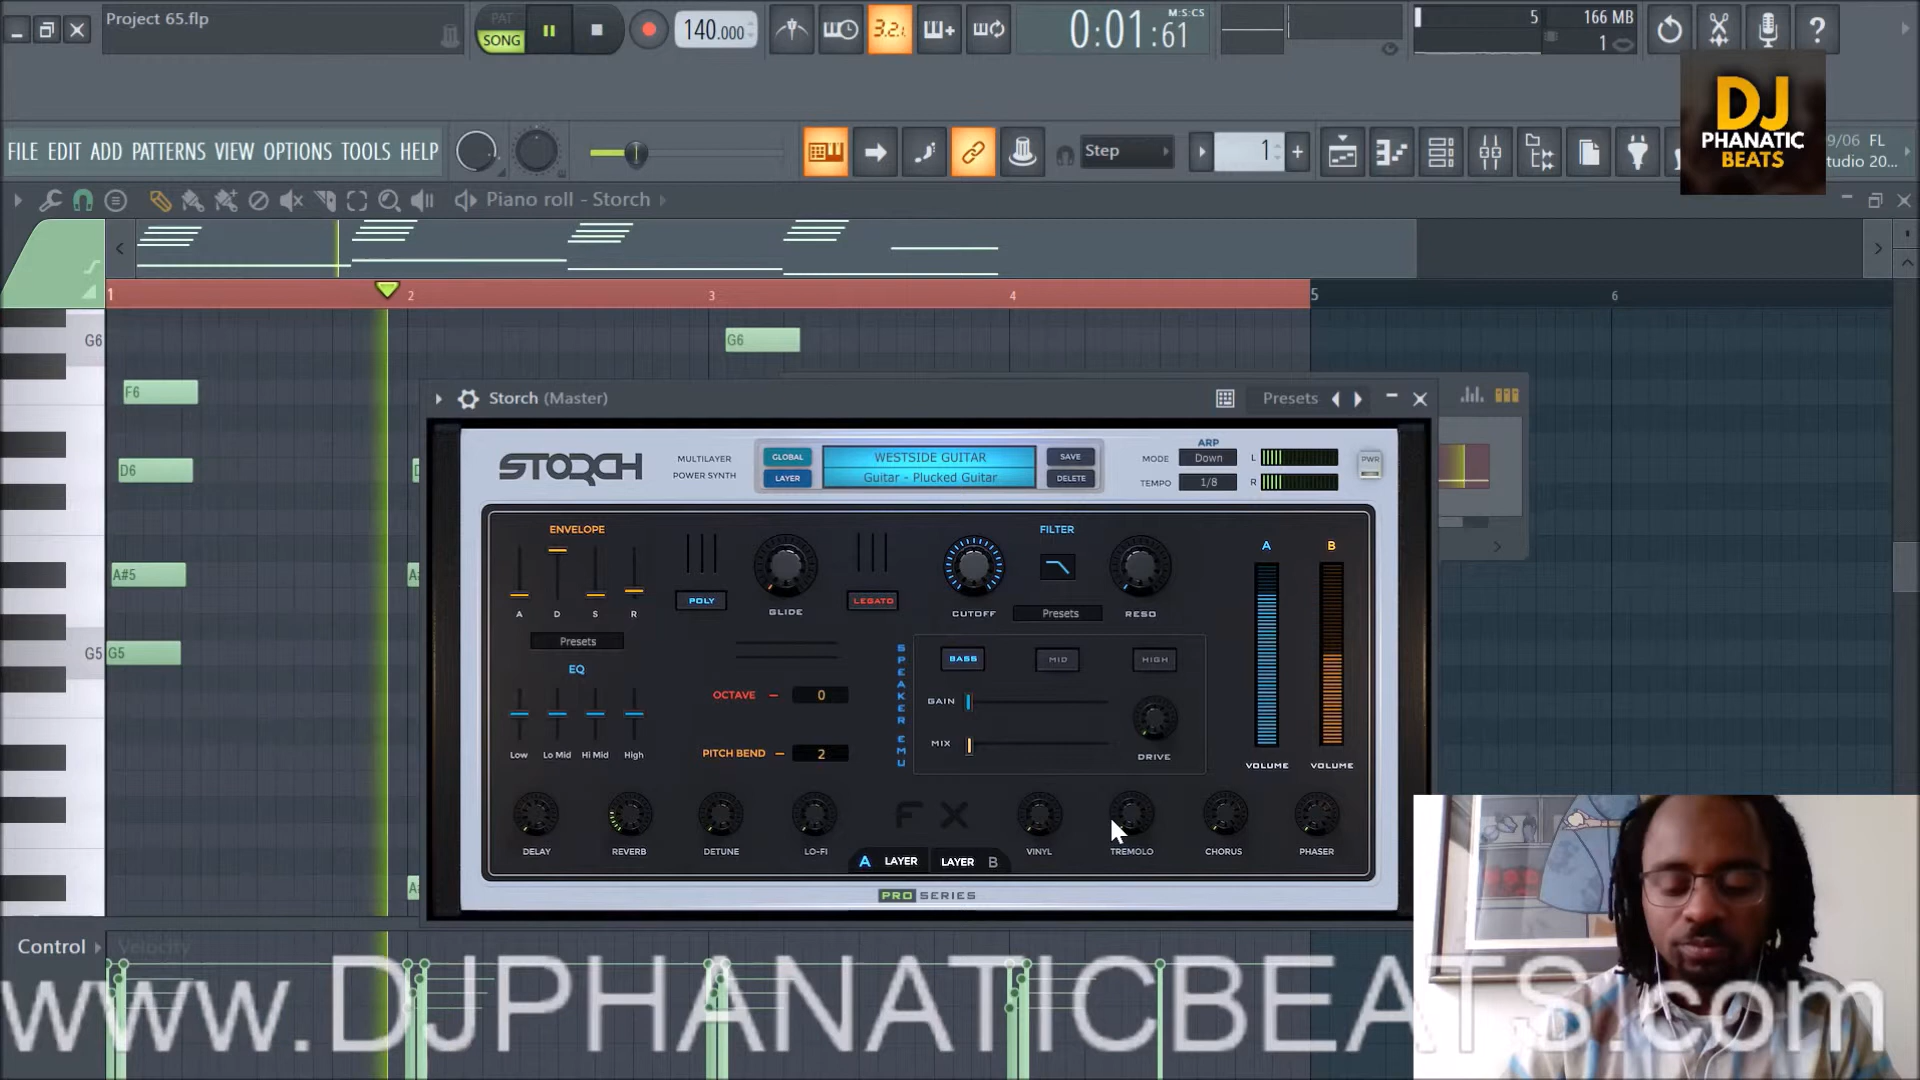 Project 65.flp
PAT
SONG
140.000
3.2.1
0:01:61
M:S:CS
5
166 MB
1
DJ
PHANATIC
BEATS
FILE EDIT ADD PATTERNS VIEW OPTIONS TOOLS HELP
Step
1
9/06 FL
tudio 20...
Piano roll - Storch
1 2 3 4 5 6
G6
G6
F6
D6
A#5
G5
G5
Storch (Master)
Presets
STORCH
MULTILAYER
POWER SYNTH
GLOBAL
LAYER
WESTSIDE GUITAR
Guitar - Plucked Guitar
SAVE
DELETE
ARP
MODE Down
TEMPO 1/8
L
R
PWR
ENVELOPE
A D S R
Presets
POLY
GLIDE
LEGATO
FILTER
CUTOFF
Presets
RESO
A B
VOLUME VOLUME
EQ
Low Lo Mid Hi Mid High
OCTAVE 0
PITCH BEND 2
SPEAKER EMU
BASS MID HIGH
GAIN
MIX
DRIVE
DELAY REVERB DETUNE LO-FI
FX
VINYL TREMOLO CHORUS PHASER
A LAYER LAYER B
PRO SERIES
Control
Velocity
www.DJPHANATICBEATS.com